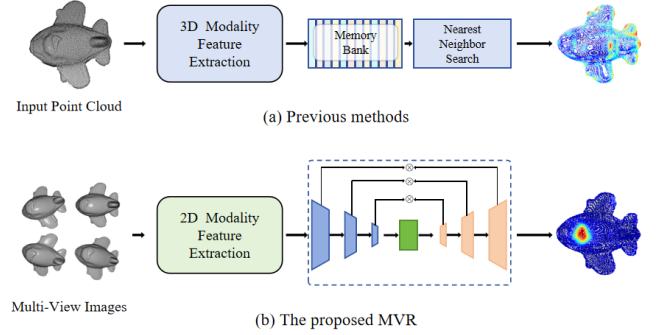 Input Point Cloud
3D Modality
Feature
Extraction
Memory
Bank
Nearest
Neighbor
Search
(a) Previous methods
Multi-View Images
2D Modality
Feature
Extraction
(b) The proposed MVR